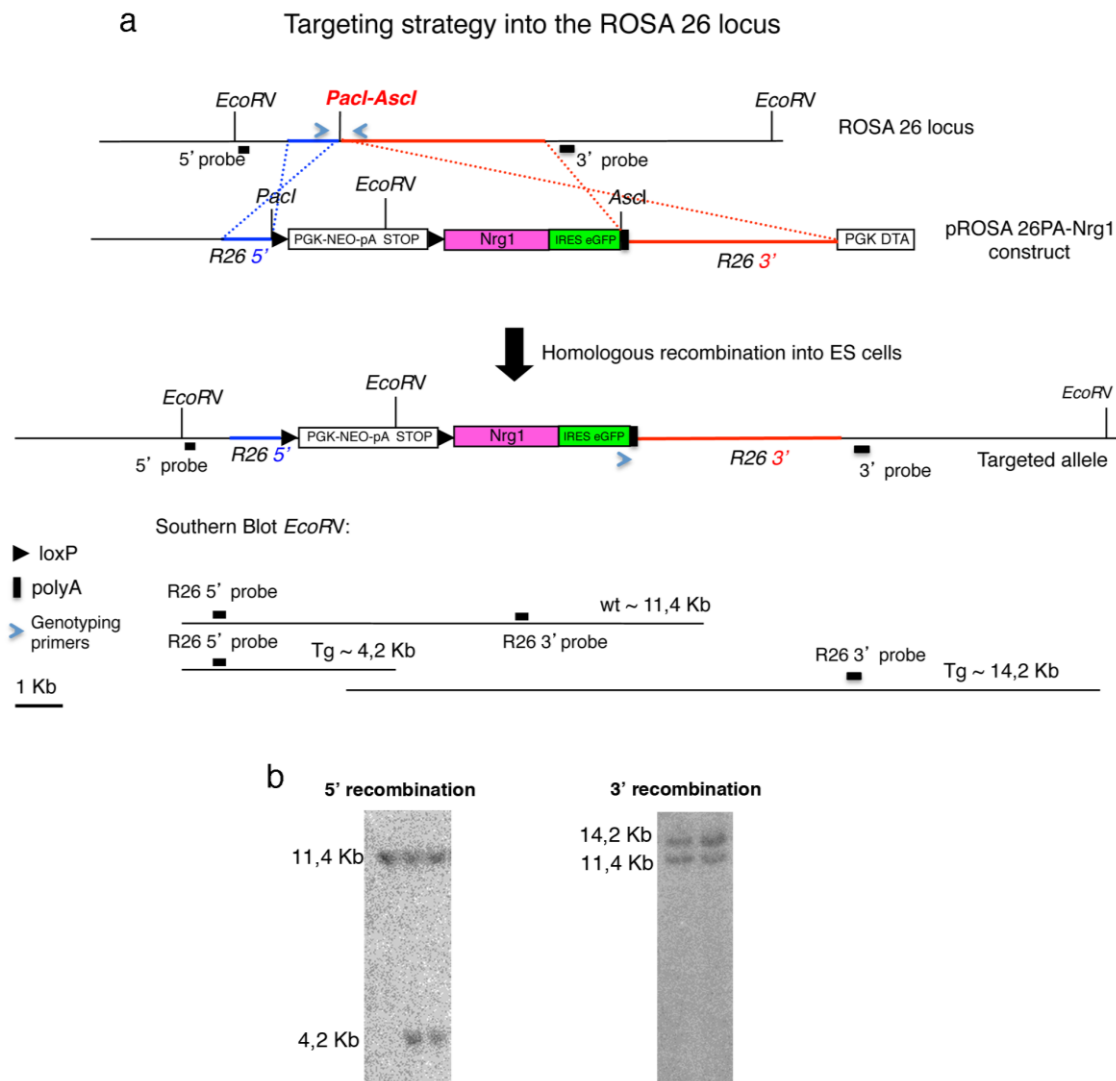 a
Targeting strategy into the ROSA 26 locus
PacI-AscI
EcoRV
EcoRV
ROSA 26 locus
5' probe
3' probe
EcoRV
PacI
AscI
PGK-NEO-pA STOP
Nrg1
IRES eGFP
PGK DTA
pROSA 26PA-Nrg1
construct
R26 5'
R26 3'
Homologous recombination into ES cells
EcoRV
EcoRV
EcoRV
PGK-NEO-pA STOP
Nrg1
IRES eGFP
5' probe
R26 5'
R26 3'
3' probe
Targeted allele
Southern Blot EcoRV:
loxP
polyA
Genotyping
primers
1 Kb
R26 5' probe
wt ~ 11,4 Kb
R26 5' probe
R26 3' probe
Tg ~ 4,2 Kb
R26 3' probe
Tg ~ 14,2 Kb
b
5' recombination
3' recombination
11,4 Kb
4,2 Kb
14,2 Kb
11,4 Kb